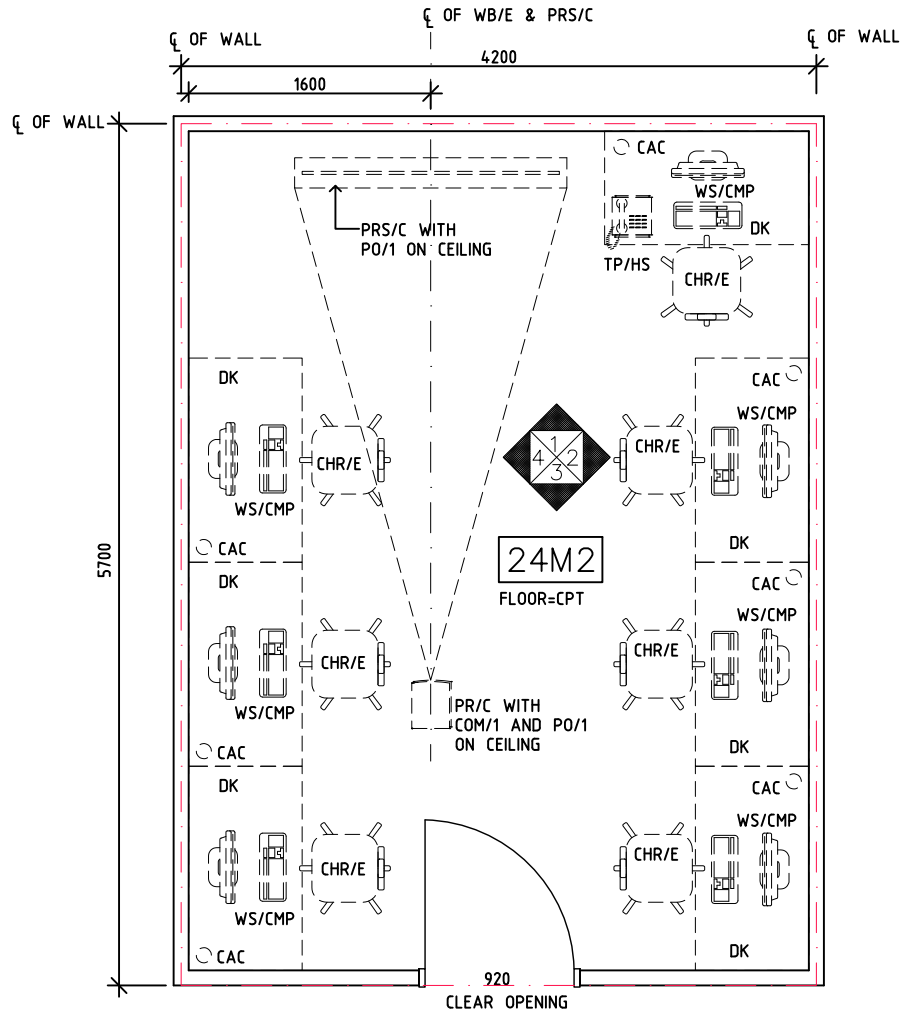 ℄ OF WB/E & PRS/C
℄ OF WALL
℄ OF WALL
4200
1600
℄ OF WALL
CAC
WS/CMP
DK
PRS/C WITH
PO/1 ON CEILING
TP/HS
CHR/E
DK
CAC
WS/CMP
CHR/E
CHR/E
1
4 2
3
WS/CMP
CAC
DK
5700
24M2
FLOOR=CPT
DK
CAC
WS/CMP
CHR/E
CHR/E
WS/CMP
CAC
DK
PR/C WITH
COM/1 AND PO/1
ON CEILING
DK
CAC
WS/CMP
CHR/E
CHR/E
WS/CMP
CAC
DK
920
CLEAR OPENING